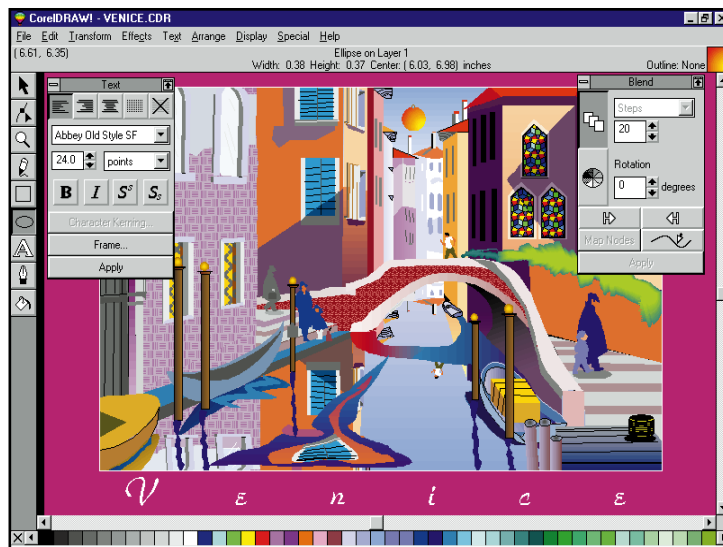 CorelDRAW! - VENICE.CDR
File Edit Transform Effects Text Arrange Display Special Help
(6.61, 6.35)
Ellipse on Layer 1
Width: 0.38 Height: 0.37 Center: (6.03, 6.98) inches
Outline: None
Text
Abbey Old Style SF
24.0 points
B I S S S s
Character Kerning...
Frame...
Apply
Blend
Steps
20
Rotation
0 degrees
Map Nodes
Apply
V e n i c e